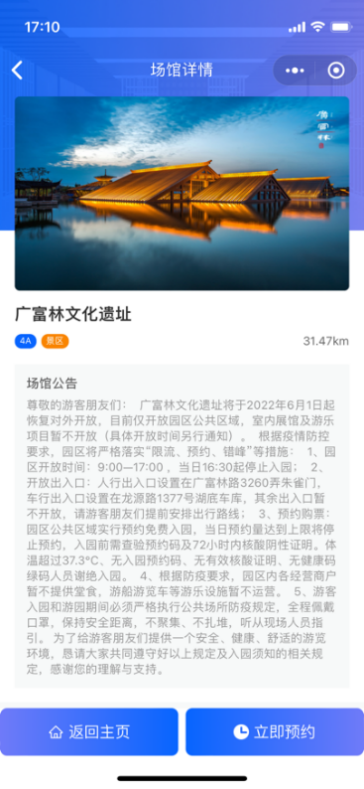 17:10
场馆详情
广富林文化遗址
4A 景区 31.47km
场馆公告
尊敬的游客朋友们： 广富林文化遗址将于2022年6月1日起
恢复对外开放，目前仅开放园区公共区域，室内展馆及游乐
项目暂不开放（具体开放时间另行通知）。 根据疫情防控
要求，园区将严格落实“限流、预约、错峰”等措施： 1、园
区开放时间：9:00—17:00 ，当日16:30起停止入园； 2、
开放出入口：人行出入口设置在广富林路3260弄朱雀门，
车行出入口设置在龙源路1377号湖底车库，其余出入口暂
不开放，请游客朋友们提前安排出行路线； 3、预约购票：
园区公共区域实行预约免费入园，当日预约量达到上限将停
止预约，入园前需查验预约码及72小时内核酸阴性证明。体
温超过37.3°C、无入园预约码、无有效核酸证明、无健康码
绿码人员谢绝入园。 4、根据防疫要求，园区内各经营商户
暂不提供堂食，游船游览车等游乐设施暂不运营。 5、游客
入园和游园期间必须严格执行公共场所防疫规定，全程佩戴
口罩，保持安全距离，不聚集、不扎堆，听从现场人员指
引。 为了给游客朋友们提供一个安全、健康、舒适的游览
环境，恳请大家共同遵守好以上规定及入园须知的相关规
定，感谢您的理解与支持。
返回主页 立即预约